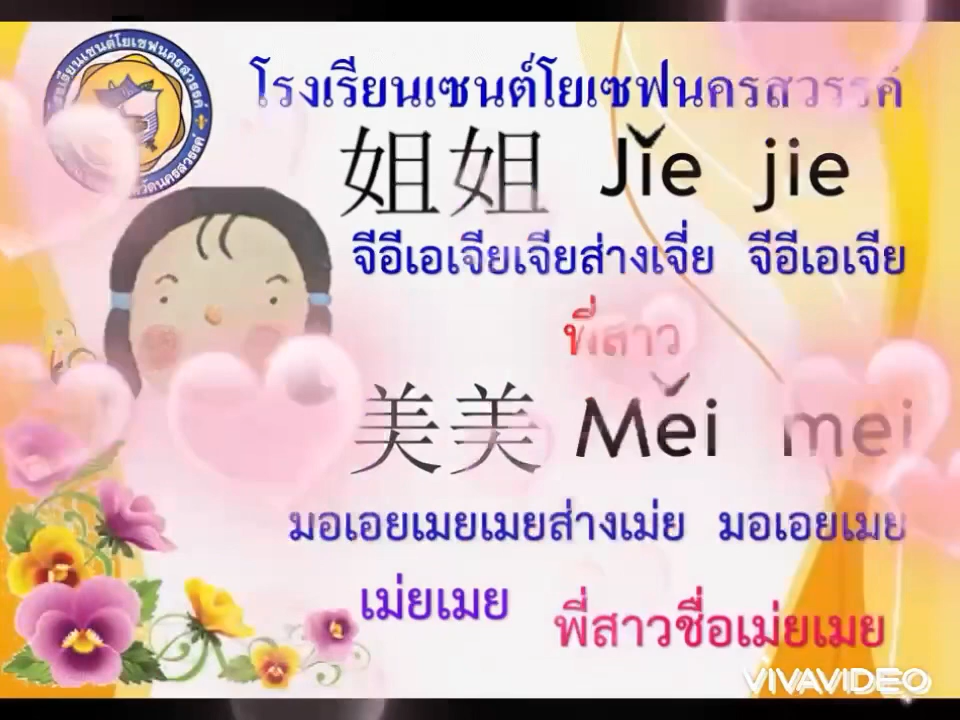 โรงเรียนเซนต์โยเซฟนครสวรรค์
姐姐 Jǐe jie
จีอีเอเจียเจียส่างเจี่ย จีอีเอเจีย
พี่สาว
美美 Měi mei
มอเอยเมยเมยส่างเม่ย มอเอยเมย
เม่ยเมย พี่สาวชื่อเม่ยเมย
VIVAVIDEO